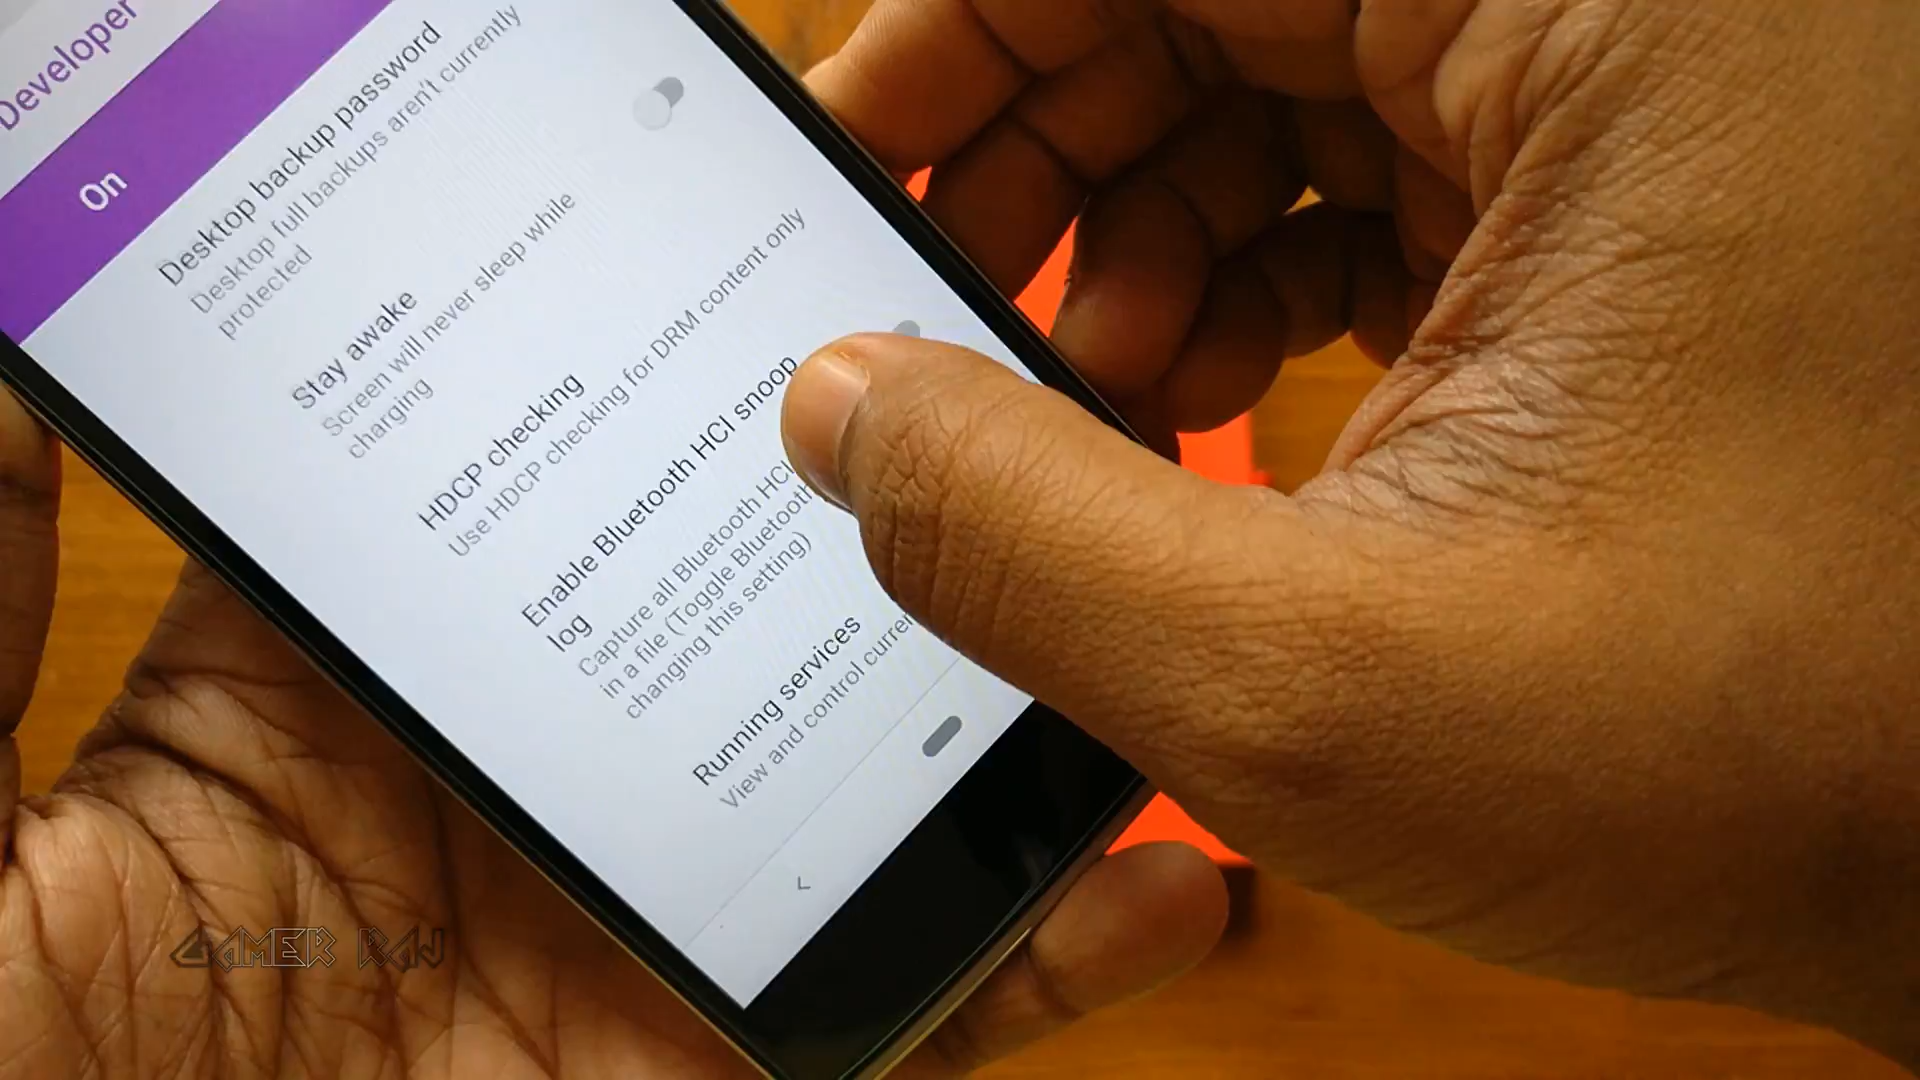 Developer
On
Desktop backup password
Desktop full backups aren't currently
protected
Stay awake
Screen will never sleep while
charging
HDCP checking
Use HDCP checking for DRM content only
Enable Bluetooth HCI snoop
log
Capture all Bluetooth HCI
in a file (Toggle Bluetooth
changing this setting)
Running services
View and control curren
GAMER RAJ